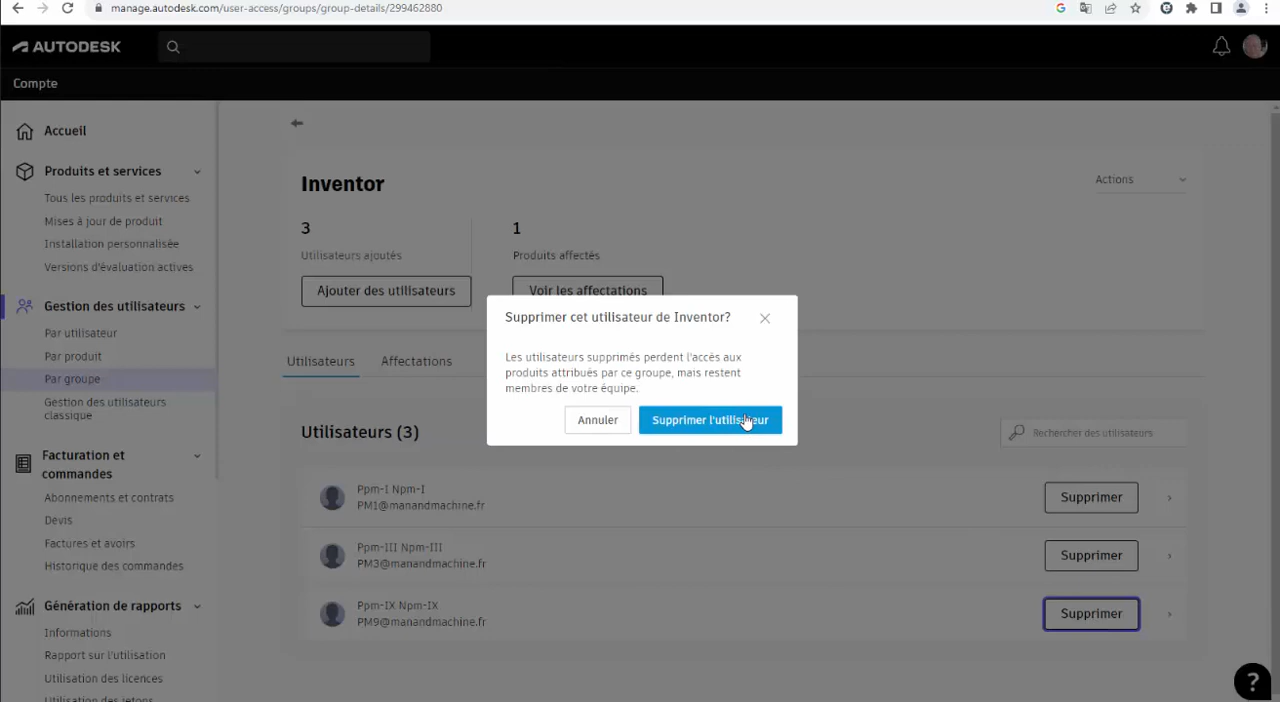 manage.autodesk.com/user-access/groups/group-details/299462880
AUTODESK
Compte
Accueil
Produits et services
Tous les produits et services
Mises à jour de produit
Installation personnalisée
Versions d'évaluation actives
Gestion des utilisateurs
Par utilisateur
Par produit
Par groupe
Gestion des utilisateurs
classique
Facturation et
commandes
Abonnements et contrats
Devis
Factures et avoirs
Historique des commandes
Génération de rapports
Informations
Rapport sur l'utilisation
Utilisation des licences
Utilisation des jetons
Inventor
Actions
3
Utilisateurs ajoutés
Ajouter des utilisateurs
1
Produits affectés
Voir les affectations
Supprimer cet utilisateur de Inventor?
Les utilisateurs supprimés perdent l'accès aux
produits attribués par ce groupe, mais restent
membres de votre équipe.
Annuler
Supprimer l'utilisateur
Utilisateurs
Affectations
Utilisateurs (3)
Rechercher des utilisateurs
Ppm-I Npm-I
PM1@manandmachine.fr
Supprimer
Ppm-III Npm-III
PM3@manandmachine.fr
Supprimer
Ppm-IX Npm-IX
PM9@manandmachine.fr
Supprimer
?